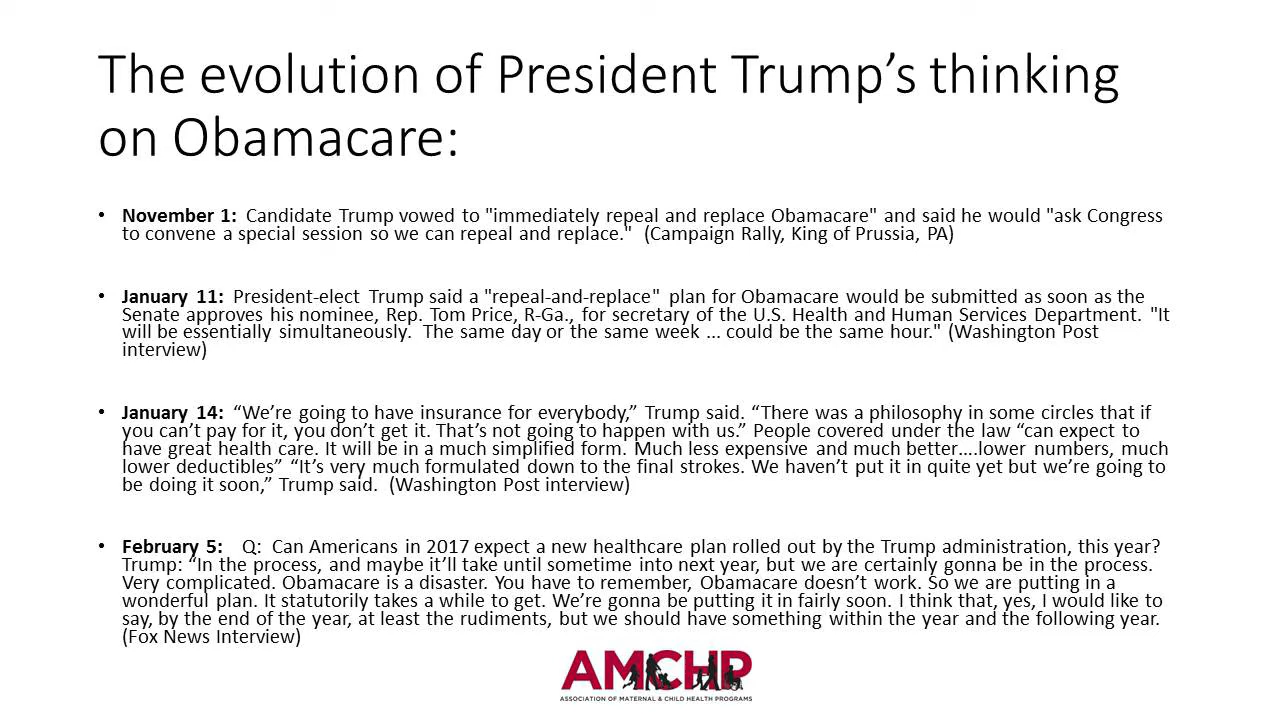 The evolution of President Trump’s thinking
on Obamacare:
• November 1: Candidate Trump vowed to "immediately repeal and replace Obamacare" and said he would "ask Congress
to convene a special session so we can repeal and replace." (Campaign Rally, King of Prussia, PA)
• January 11: President-elect Trump said a "repeal-and-replace" plan for Obamacare would be submitted as soon as the
Senate approves his nominee, Rep. Tom Price, R-Ga., for secretary of the U.S. Health and Human Services Department. "It
will be essentially simultaneously. The same day or the same week ... could be the same hour." (Washington Post
interview)
• January 14: “We’re going to have insurance for everybody,” Trump said. “There was a philosophy in some circles that if
you can’t pay for it, you don’t get it. That’s not going to happen with us.” People covered under the law “can expect to
have great health care. It will be in a much simplified form. Much less expensive and much better....lower numbers, much
lower deductibles” “It’s very much formulated down to the final strokes. We haven’t put it in quite yet but we’re going to
be doing it soon,” Trump said. (Washington Post interview)
• February 5: Q: Can Americans in 2017 expect a new healthcare plan rolled out by the Trump administration, this year?
Trump: “In the process, and maybe it’ll take until sometime into next year, but we are certainly gonna be in the process.
Very complicated. Obamacare is a disaster. You have to remember, Obamacare doesn’t work. So we are putting in a
wonderful plan. It statutorily takes a while to get. We’re gonna be putting it in fairly soon. I think that, yes, I would like to
say, by the end of the year, at least the rudiments, but we should have something within the year and the following year.
(Fox News Interview)
AMCHP
ASSOCIATION OF MATERNAL & CHILD HEALTH PROGRAMS